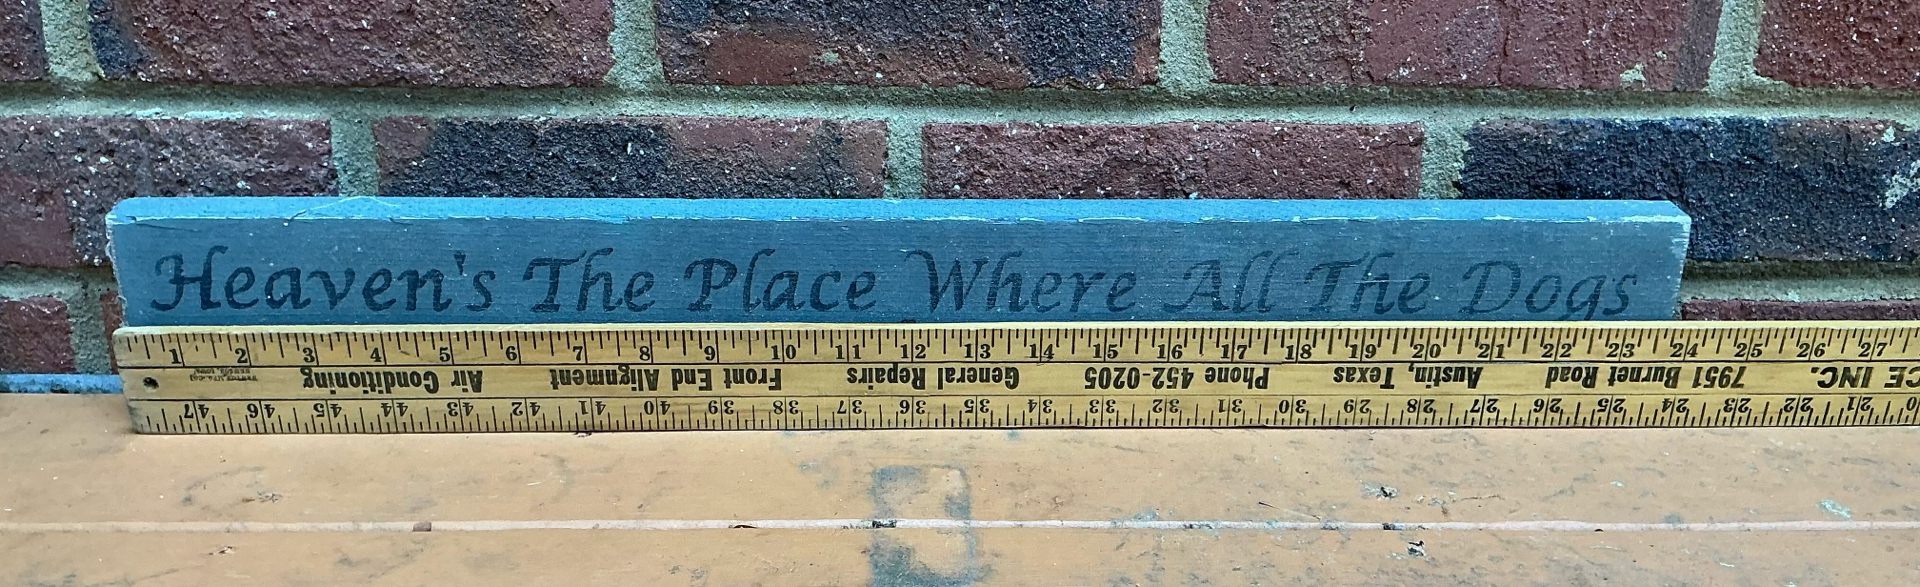 Heaven's The Place Where All The Dogs
1 2 3 4 5 6 7 8 9 10 11 12 13 14 15 16 17 18 19 20 21 22 23 24 25 26 27
CE INC. 7951 Burnet Road Austin, Texas Phone 452-0205 General Repairs Front End Alignment Air Conditioning
21 22 23 24 25 26 27 28 29 30 31 32 33 34 35 36 37 38 39 40 41 42 43 44 45 46 47